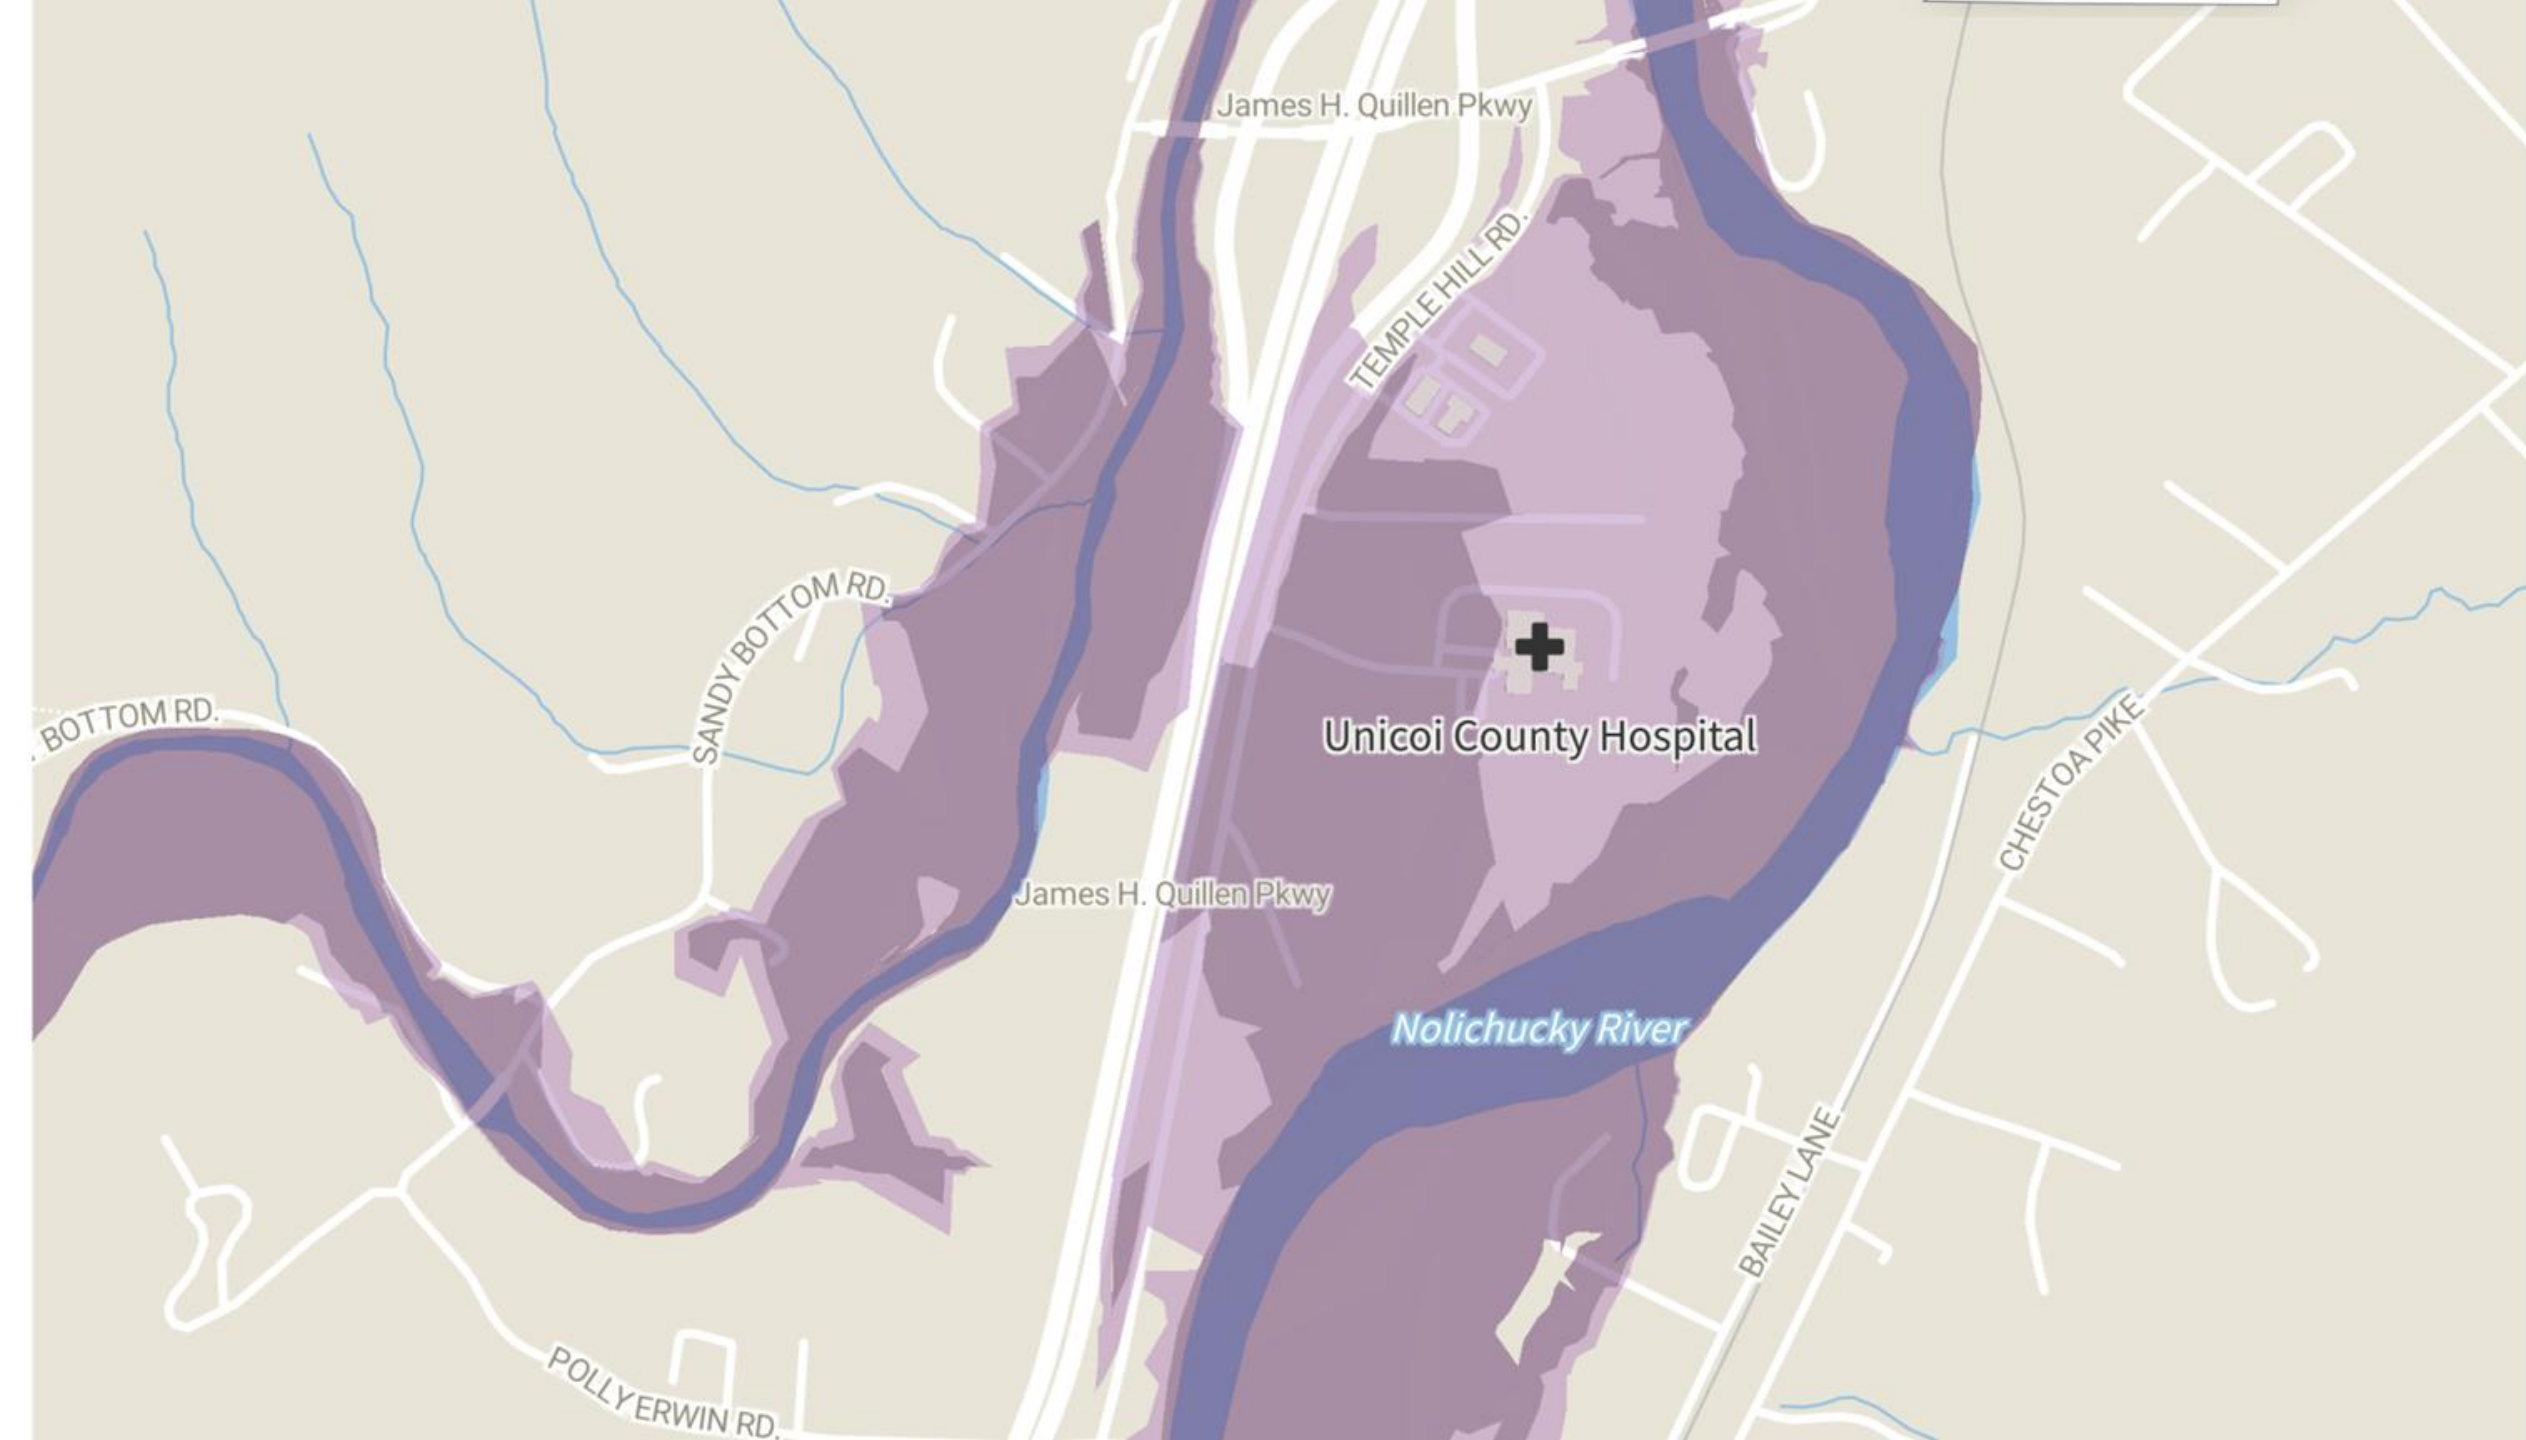 James H. Quillen Pkwy
TEMPLE HILL RD.
SANDY BOTTOM RD.
BOTTOM RD.
Unicoi County Hospital
CHESTOA PIKE
James H. Quillen Pkwy
Nolichucky River
BAILEY LANE
POLLY ERWIN RD.